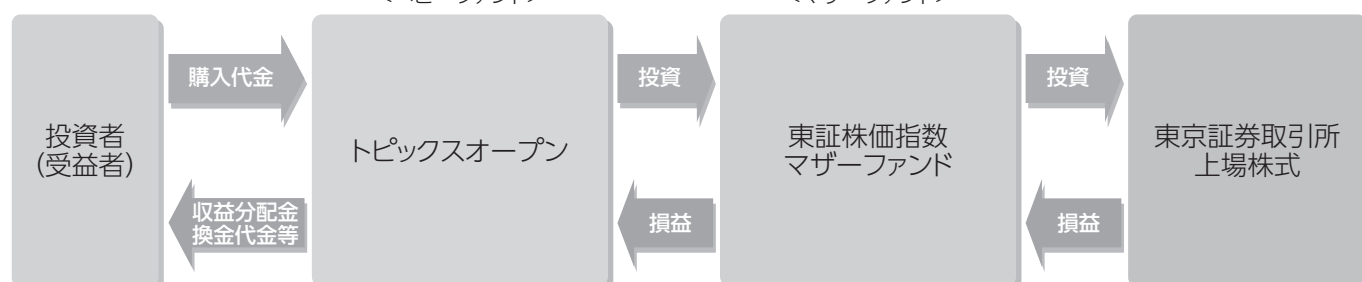 購入代金
投資
投資
投資者
(受益者)
トピックスオープン
東証株価指数
マザーファンド
東京証券取引所
上場株式
収益分配金
換金代金等
損益
損益